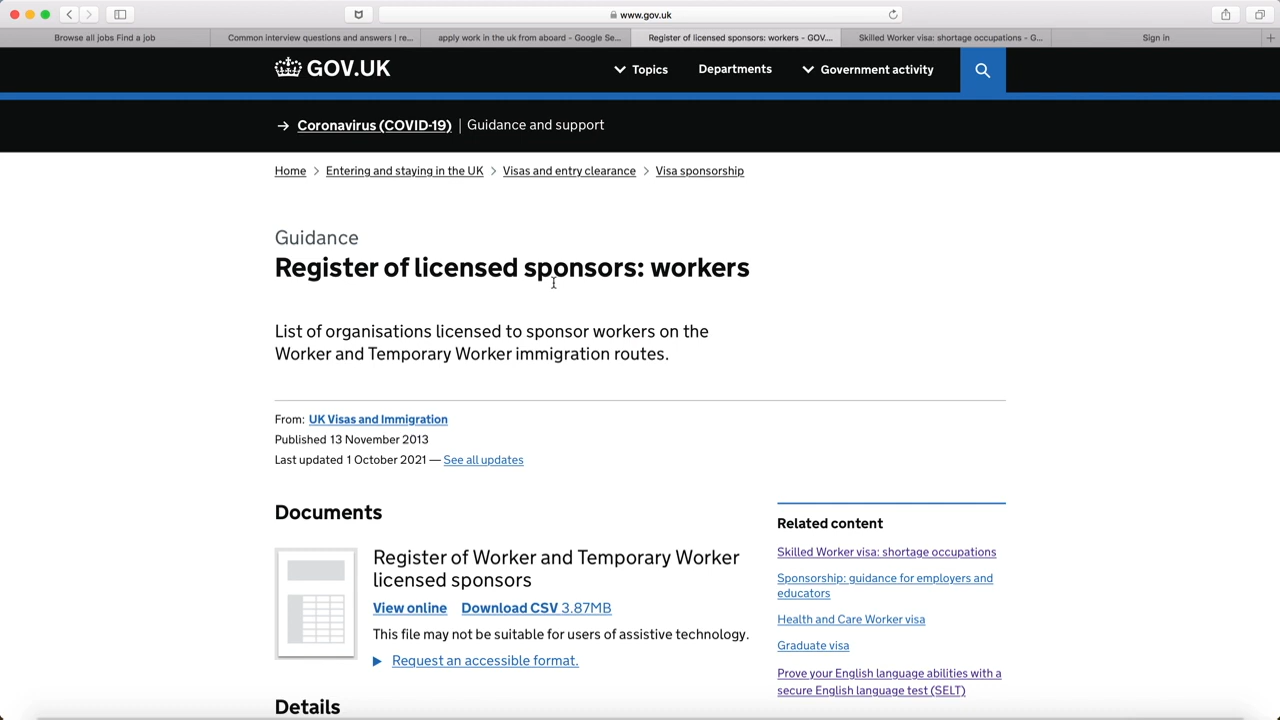 www.gov.uk
Browse all jobs Find a job
Common interview questions and answers | re...
apply work in the uk from aboard - Google Se...
Register of licensed sponsors: workers - GOV....
Skilled Worker visa: shortage occupations - G...
Sign in
GOV.UK
Topics
Departments
Government activity
→ Coronavirus (COVID-19) | Guidance and support
Home > Entering and staying in the UK > Visas and entry clearance > Visa sponsorship
Guidance
Register of licensed sponsors: workers
List of organisations licensed to sponsor workers on the
Worker and Temporary Worker immigration routes.
From: UK Visas and Immigration
Published 13 November 2013
Last updated 1 October 2021 — See all updates
Documents
Register of Worker and Temporary Worker
licensed sponsors
View online Download CSV 3.87MB
This file may not be suitable for users of assistive technology.
Request an accessible format.
Details
Related content
Skilled Worker visa: shortage occupations
Sponsorship: guidance for employers and
educators
Health and Care Worker visa
Graduate visa
Prove your English language abilities with a
secure English language test (SELT)